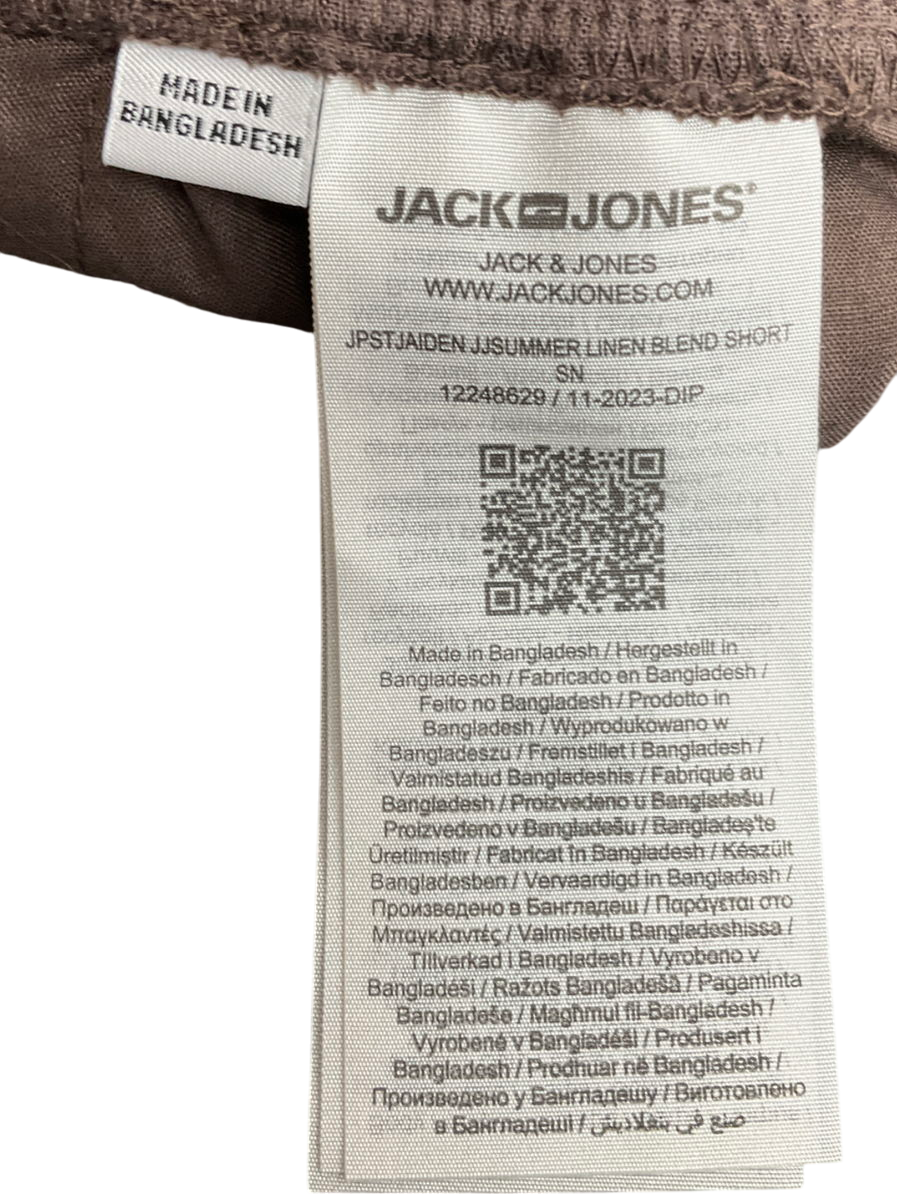 MADE IN
BANGLADESH
JACK JONES®
JACK & JONES
WWW.JACKJONES.COM
JPSTJAIDEN JJSUMMER LINEN BLEND SHORT
SN
12248629 / 11-2023-DIP
Made in Bangladesh / Hergestellt in
Bangladesch / Fabricado en Bangladesh /
Feito no Bangladesh / Prodotto in
Bangladesh / Wyprodukowano w
Bangladeszu / Fremstillet i Bangladesh /
Valmistatud Bangladeshis / Fabriqué au
Bangladesh / Proizvedeno u Bangladešu /
Proizvedeno v Bangladešu / Bangladeş'te
Üretilmiştir / Fabricat în Bangladesh / Készült
Bangladesben / Vervaardigd in Bangladesh /
Произведено в Бангладеш / Παράγεται στο
Μπαγκλαντές / Valmistettu Bangladeshissa /
Tillverkad i Bangladesh / Vyrobeno v
Bangladéši / Ražots Bangladešā / Pagaminta
Bangladeše / Maghmul fil-Bangladesh /
Vyrobené v Bangladéši / Produsert i
Bangladesh / Prodhuar në Bangladesh /
Произведено у Бангладешу / Виготовлено
в Бангладеші / صنع في بنغلاديش